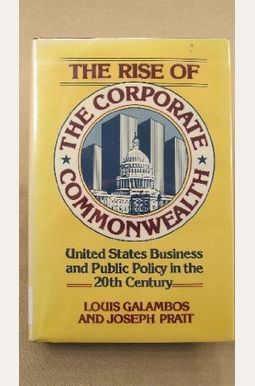 THE RISE OF
THE CORPORATE
COMMONWEALTH
United States Business
and Public Policy in the
20th Century
LOUIS GALAMBOS
AND JOSEPH PRATT